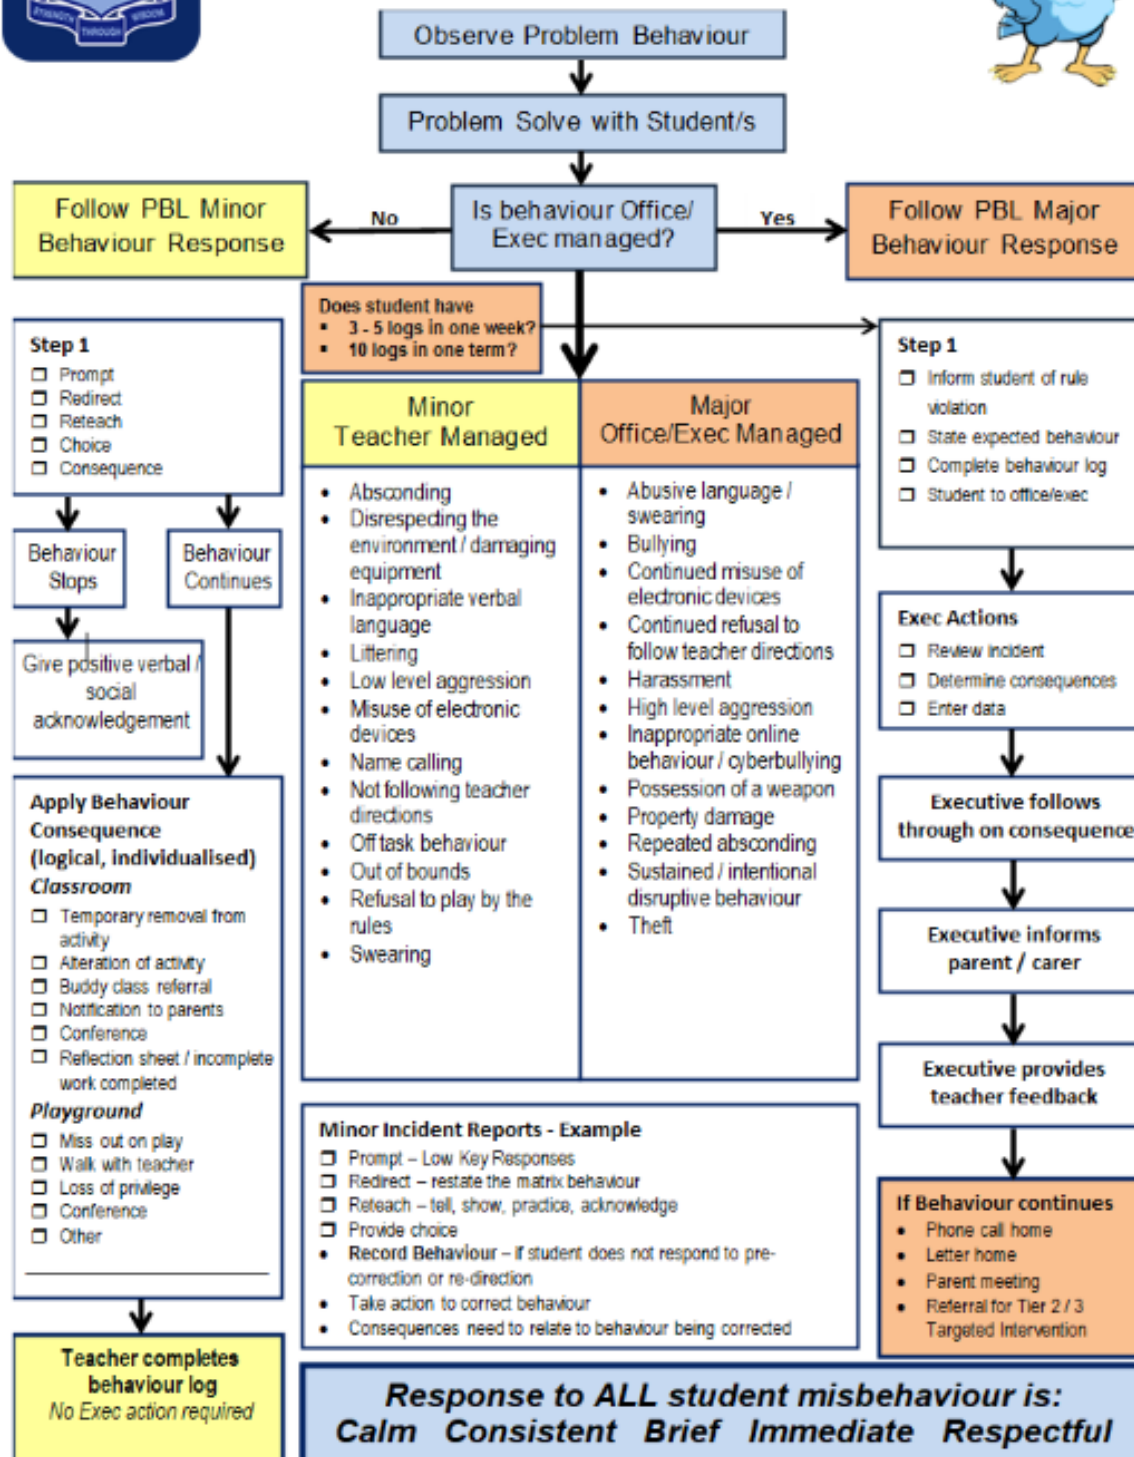 STRENGTH WISDOM
THROUGH
Observe Problem Behaviour
Problem Solve with Student/s
Is behaviour Office/
Exec managed?
No
Yes
Follow PBL Minor
Behaviour Response
Follow PBL Major
Behaviour Response
Does student have
▪ 3 - 5 logs in one week?
▪ 10 logs in one term?
Step 1
❒ Prompt
❒ Redirect
❒ Reteach
❒ Choice
❒ Consequence
Behaviour
Stops
Behaviour
Continues
Give positive verbal /
social
acknowledgement
Apply Behaviour
Consequence
(logical, individualised)
Classroom
❒ Temporary removal from
activity
❒ Alteration of activity
❒ Buddy class referral
❒ Notification to parents
❒ Conference
❒ Reflection sheet / incomplete
work completed
Playground
❒ Miss out on play
❒ Walk with teacher
❒ Loss of privilege
❒ Conference
❒ Other
Teacher completes
behaviour log
No Exec action required
Minor
Teacher Managed
• Absconding
• Disrespecting the
environment / damaging
equipment
• Inappropriate verbal
language
• Littering
• Low level aggression
• Misuse of electronic
devices
• Name calling
• Not following teacher
directions
• Off task behaviour
• Out of bounds
• Refusal to play by the
rules
• Swearing
Major
Office/Exec Managed
• Abusive language /
swearing
• Bullying
• Continued misuse of
electronic devices
• Continued refusal to
follow teacher directions
• Harassment
• High level aggression
• Inappropriate online
behaviour / cyberbullying
• Possession of a weapon
• Property damage
• Repeated absconding
• Sustained / intentional
disruptive behaviour
• Theft
Minor Incident Reports - Example
❒ Prompt – Low Key Responses
❒ Redirect – restate the matrix behaviour
❒ Reteach – tell, show, practice, acknowledge
❒ Provide choice
• Record Behaviour – if student does not respond to pre-
correction or re-direction
• Take action to correct behaviour
• Consequences need to relate to behaviour being corrected
Step 1
❒ Inform student of rule
violation
❒ State expected behaviour
❒ Complete behaviour log
❒ Student to office/exec
Exec Actions
❒ Review incident
❒ Determine consequences
❒ Enter data
Executive follows
through on consequence
Executive informs
parent / carer
Executive provides
teacher feedback
If Behaviour continues
• Phone call home
• Letter home
• Parent meeting
• Referral for Tier 2 / 3
Targeted Intervention
Response to ALL student misbehaviour is:
Calm Consistent Brief Immediate Respectful